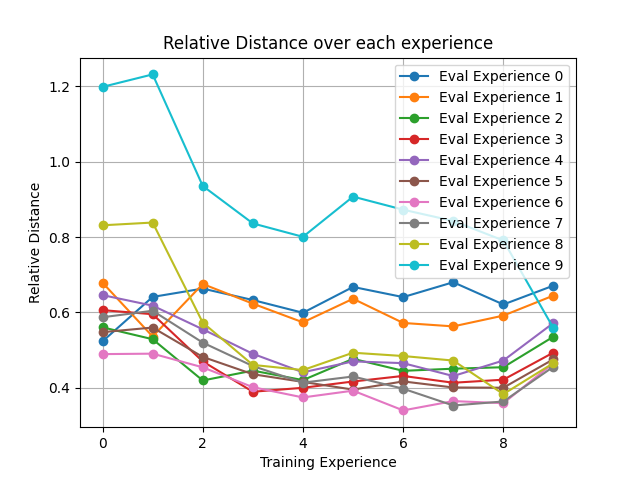 Relative Distance over each experience
Relative Distance
1.2
1.0
0.8
0.6
0.4
Eval Experience 0
Eval Experience 1
Eval Experience 2
Eval Experience 3
Eval Experience 4
Eval Experience 5
Eval Experience 6
Eval Experience 7
Eval Experience 8
Eval Experience 9
0 2 4 6 8
Training Experience